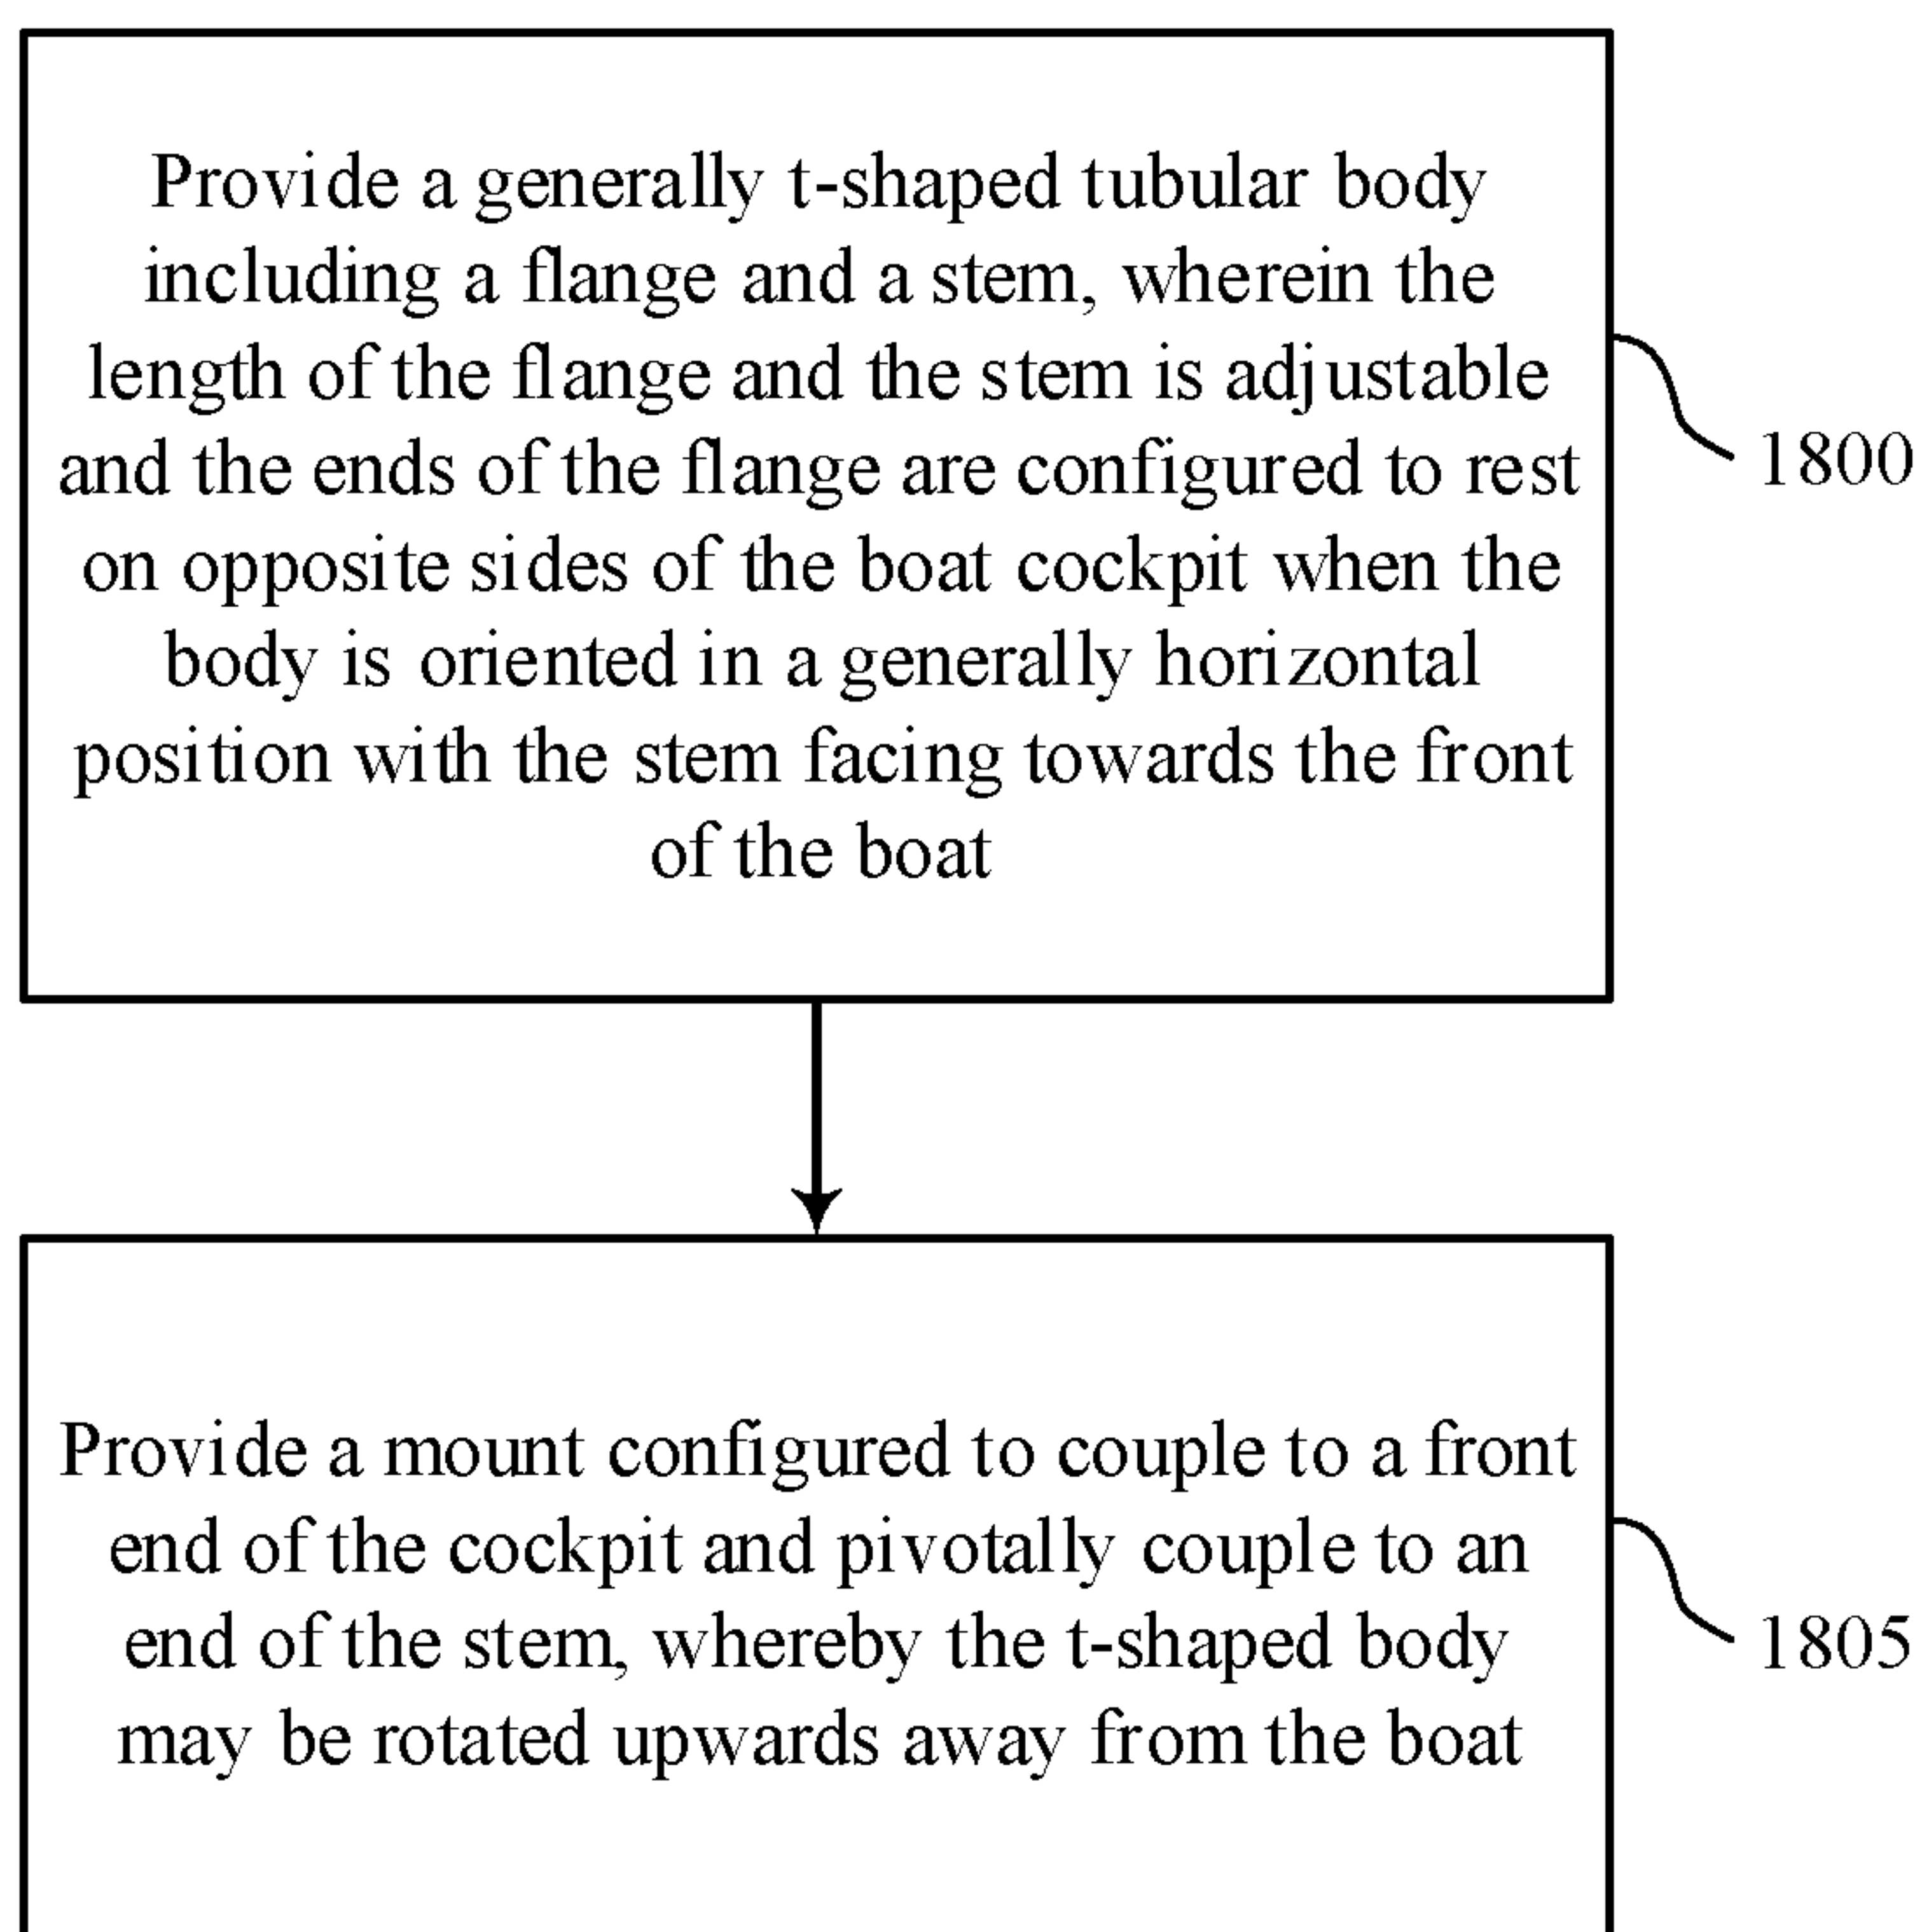 Provide a generally t-shaped tubular body
including a flange and a stem, wherein the
length of the flange and the stem is adjustable
and the ends of the flange are configured to rest
on opposite sides of the boat cockpit when the
body is oriented in a generally horizontal
position with the stem facing towards the front
of the boat
1800
Provide a mount configured to couple to a front
end of the cockpit and pivotally couple to an
end of the stem, whereby the t-shaped body
may be rotated upwards away from the boat
1805